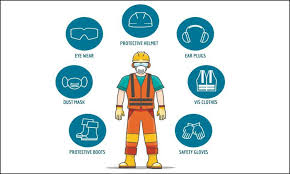 PROTECTIVE HELMET
EYE WEAR
EAR PLUGS
DUST MASK
VIS CLOTHES
PROTECTIVE BOOTS
SAFETY GLOVES